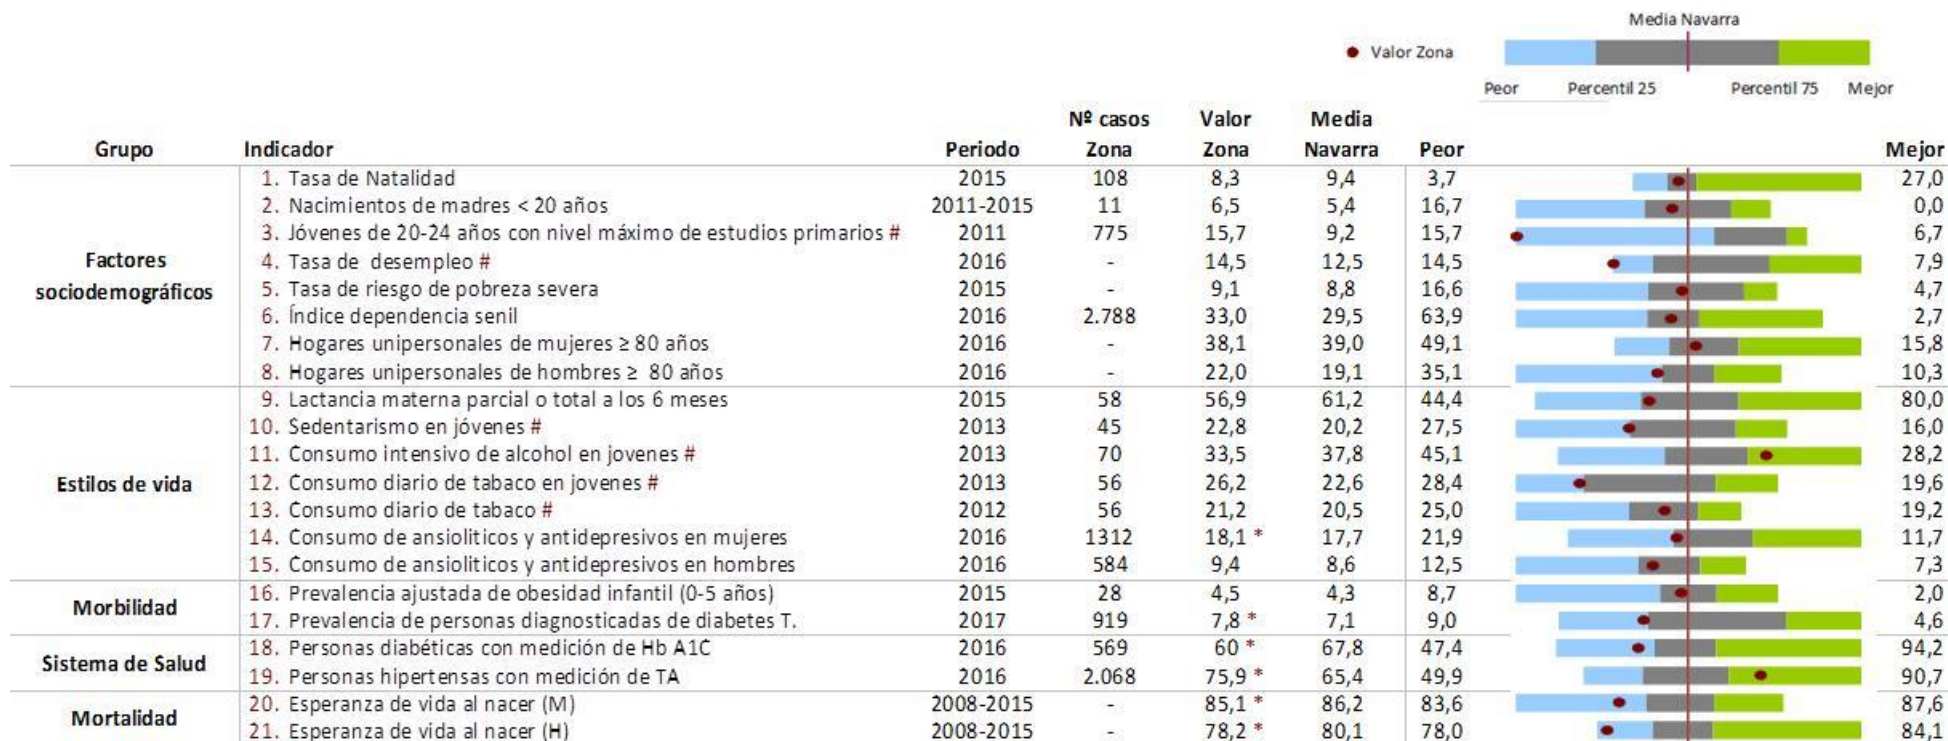 Media Navarra
Valor Zona
Peor Percentil 25 Percentil 75 Mejor
Grupo Indicador Periodo Nº casos Zona Valor Zona Media Navarra Peor Mejor
Factores sociodemográficos
1. Tasa de Natalidad 2015 108 8,3 9,4 3,7 27,0
2. Nacimientos de madres < 20 años 2011-2015 11 6,5 5,4 16,7 0,0
3. Jóvenes de 20-24 años con nivel máximo de estudios primarios # 2011 775 15,7 9,2 15,7 6,7
4. Tasa de desempleo # 2016 - 14,5 12,5 14,5 7,9
5. Tasa de riesgo de pobreza severa 2015 - 9,1 8,8 16,6 4,7
6. Índice dependencia senil 2016 2.788 33,0 29,5 63,9 2,7
7. Hogares unipersonales de mujeres ≥ 80 años 2016 - 38,1 39,0 49,1 15,8
8. Hogares unipersonales de hombres ≥ 80 años 2016 - 22,0 19,1 35,1 10,3
Estilos de vida
9. Lactancia materna parcial o total a los 6 meses 2015 58 56,9 61,2 44,4 80,0
10. Sedentarismo en jóvenes # 2013 45 22,8 20,2 27,5 16,0
11. Consumo intensivo de alcohol en jovenes # 2013 70 33,5 37,8 45,1 28,2
12. Consumo diario de tabaco en jovenes # 2013 56 26,2 22,6 28,4 19,6
13. Consumo diario de tabaco # 2012 56 21,2 20,5 25,0 19,2
14. Consumo de ansioliticos y antidepresivos en mujeres 2016 1312 18,1 * 17,7 21,9 11,7
15. Consumo de ansioliticos y antidepresivos en hombres 2016 584 9,4 8,6 12,5 7,3
Morbilidad
16. Prevalencia ajustada de obesidad infantil (0-5 años) 2015 28 4,5 4,3 8,7 2,0
17. Prevalencia de personas diagnosticadas de diabetes T. 2017 919 7,8 * 7,1 9,0 4,6
Sistema de Salud
18. Personas diabéticas con medición de Hb A1C 2016 569 60 * 67,8 47,4 94,2
19. Personas hipertensas con medición de TA 2016 2.068 75,9 * 65,4 49,9 90,7
Mortalidad
20. Esperanza de vida al nacer (M) 2008-2015 - 85,1 * 86,2 83,6 87,6
21. Esperanza de vida al nacer (H) 2008-2015 - 78,2 * 80,1 78,0 84,1